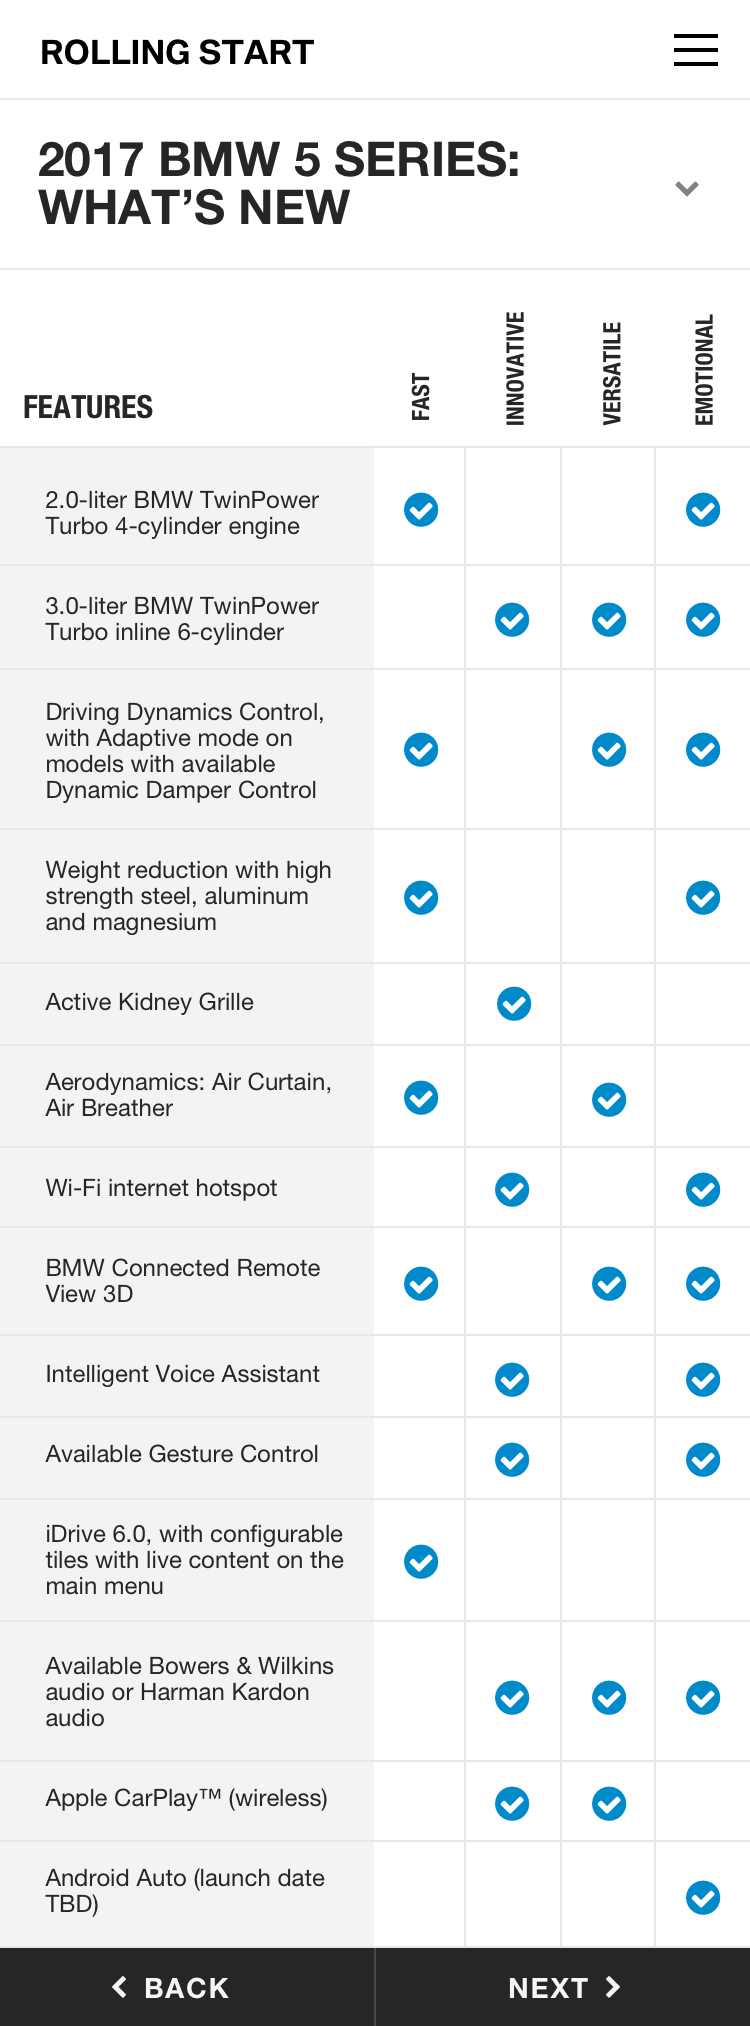 ROLLING START
2017 BMW 5 SERIES:
WHAT’S NEW
FEATURES
FAST
INNOVATIVE
VERSATILE
EMOTIONAL
2.0-liter BMW TwinPower
Turbo 4-cylinder engine
3.0-liter BMW TwinPower
Turbo inline 6-cylinder
Driving Dynamics Control,
with Adaptive mode on
models with available
Dynamic Damper Control
Weight reduction with high
strength steel, aluminum
and magnesium
Active Kidney Grille
Aerodynamics: Air Curtain,
Air Breather
Wi-Fi internet hotspot
BMW Connected Remote
View 3D
Intelligent Voice Assistant
Available Gesture Control
iDrive 6.0, with configurable
tiles with live content on the
main menu
Available Bowers & Wilkins
audio or Harman Kardon
audio
Apple CarPlay™ (wireless)
Android Auto (launch date
TBD)
BACK
NEXT